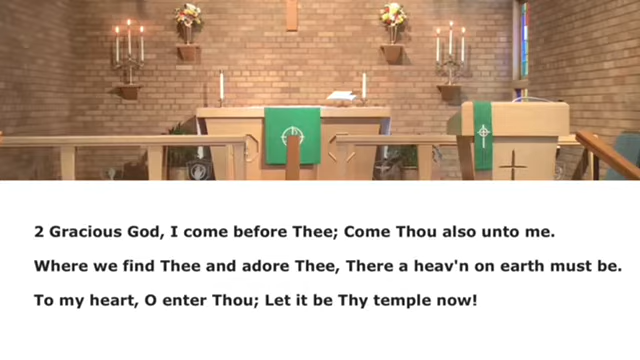 2 Gracious God, I come before Thee; Come Thou also unto me.
Where we find Thee and adore Thee, There a heav'n on earth must be.
To my heart, O enter Thou; Let it be Thy temple now!